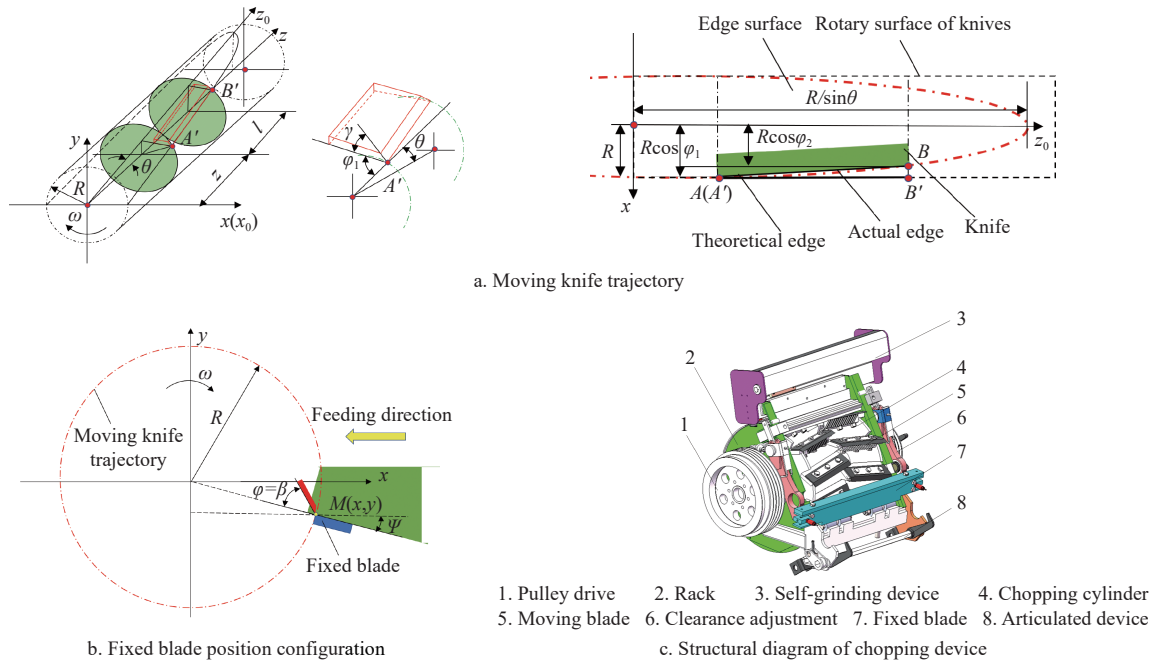 z₀
z
B′
l
A′
z
y
θ
R
ω
x(x₀)
γ
φ₁
θ
A′
Edge surface
Rotary surface of knives
R/sinθ
R
Rcos φ₁
Rcosφ₂
B
z₀
A(A′)
B′
x
Theoretical edge
Actual edge
Knife
a. Moving knife trajectory
y
ω
R
Moving knife
trajectory
Feeding direction
x
φ=β
M(x,y)
Ψ
Fixed blade
b. Fixed blade position configuration
1
2
3
4
5
6
7
8
1. Pulley drive 2. Rack 3. Self-grinding device 4. Chopping cylinder
5. Moving blade 6. Clearance adjustment 7. Fixed blade 8. Articulated device
c. Structural diagram of chopping device